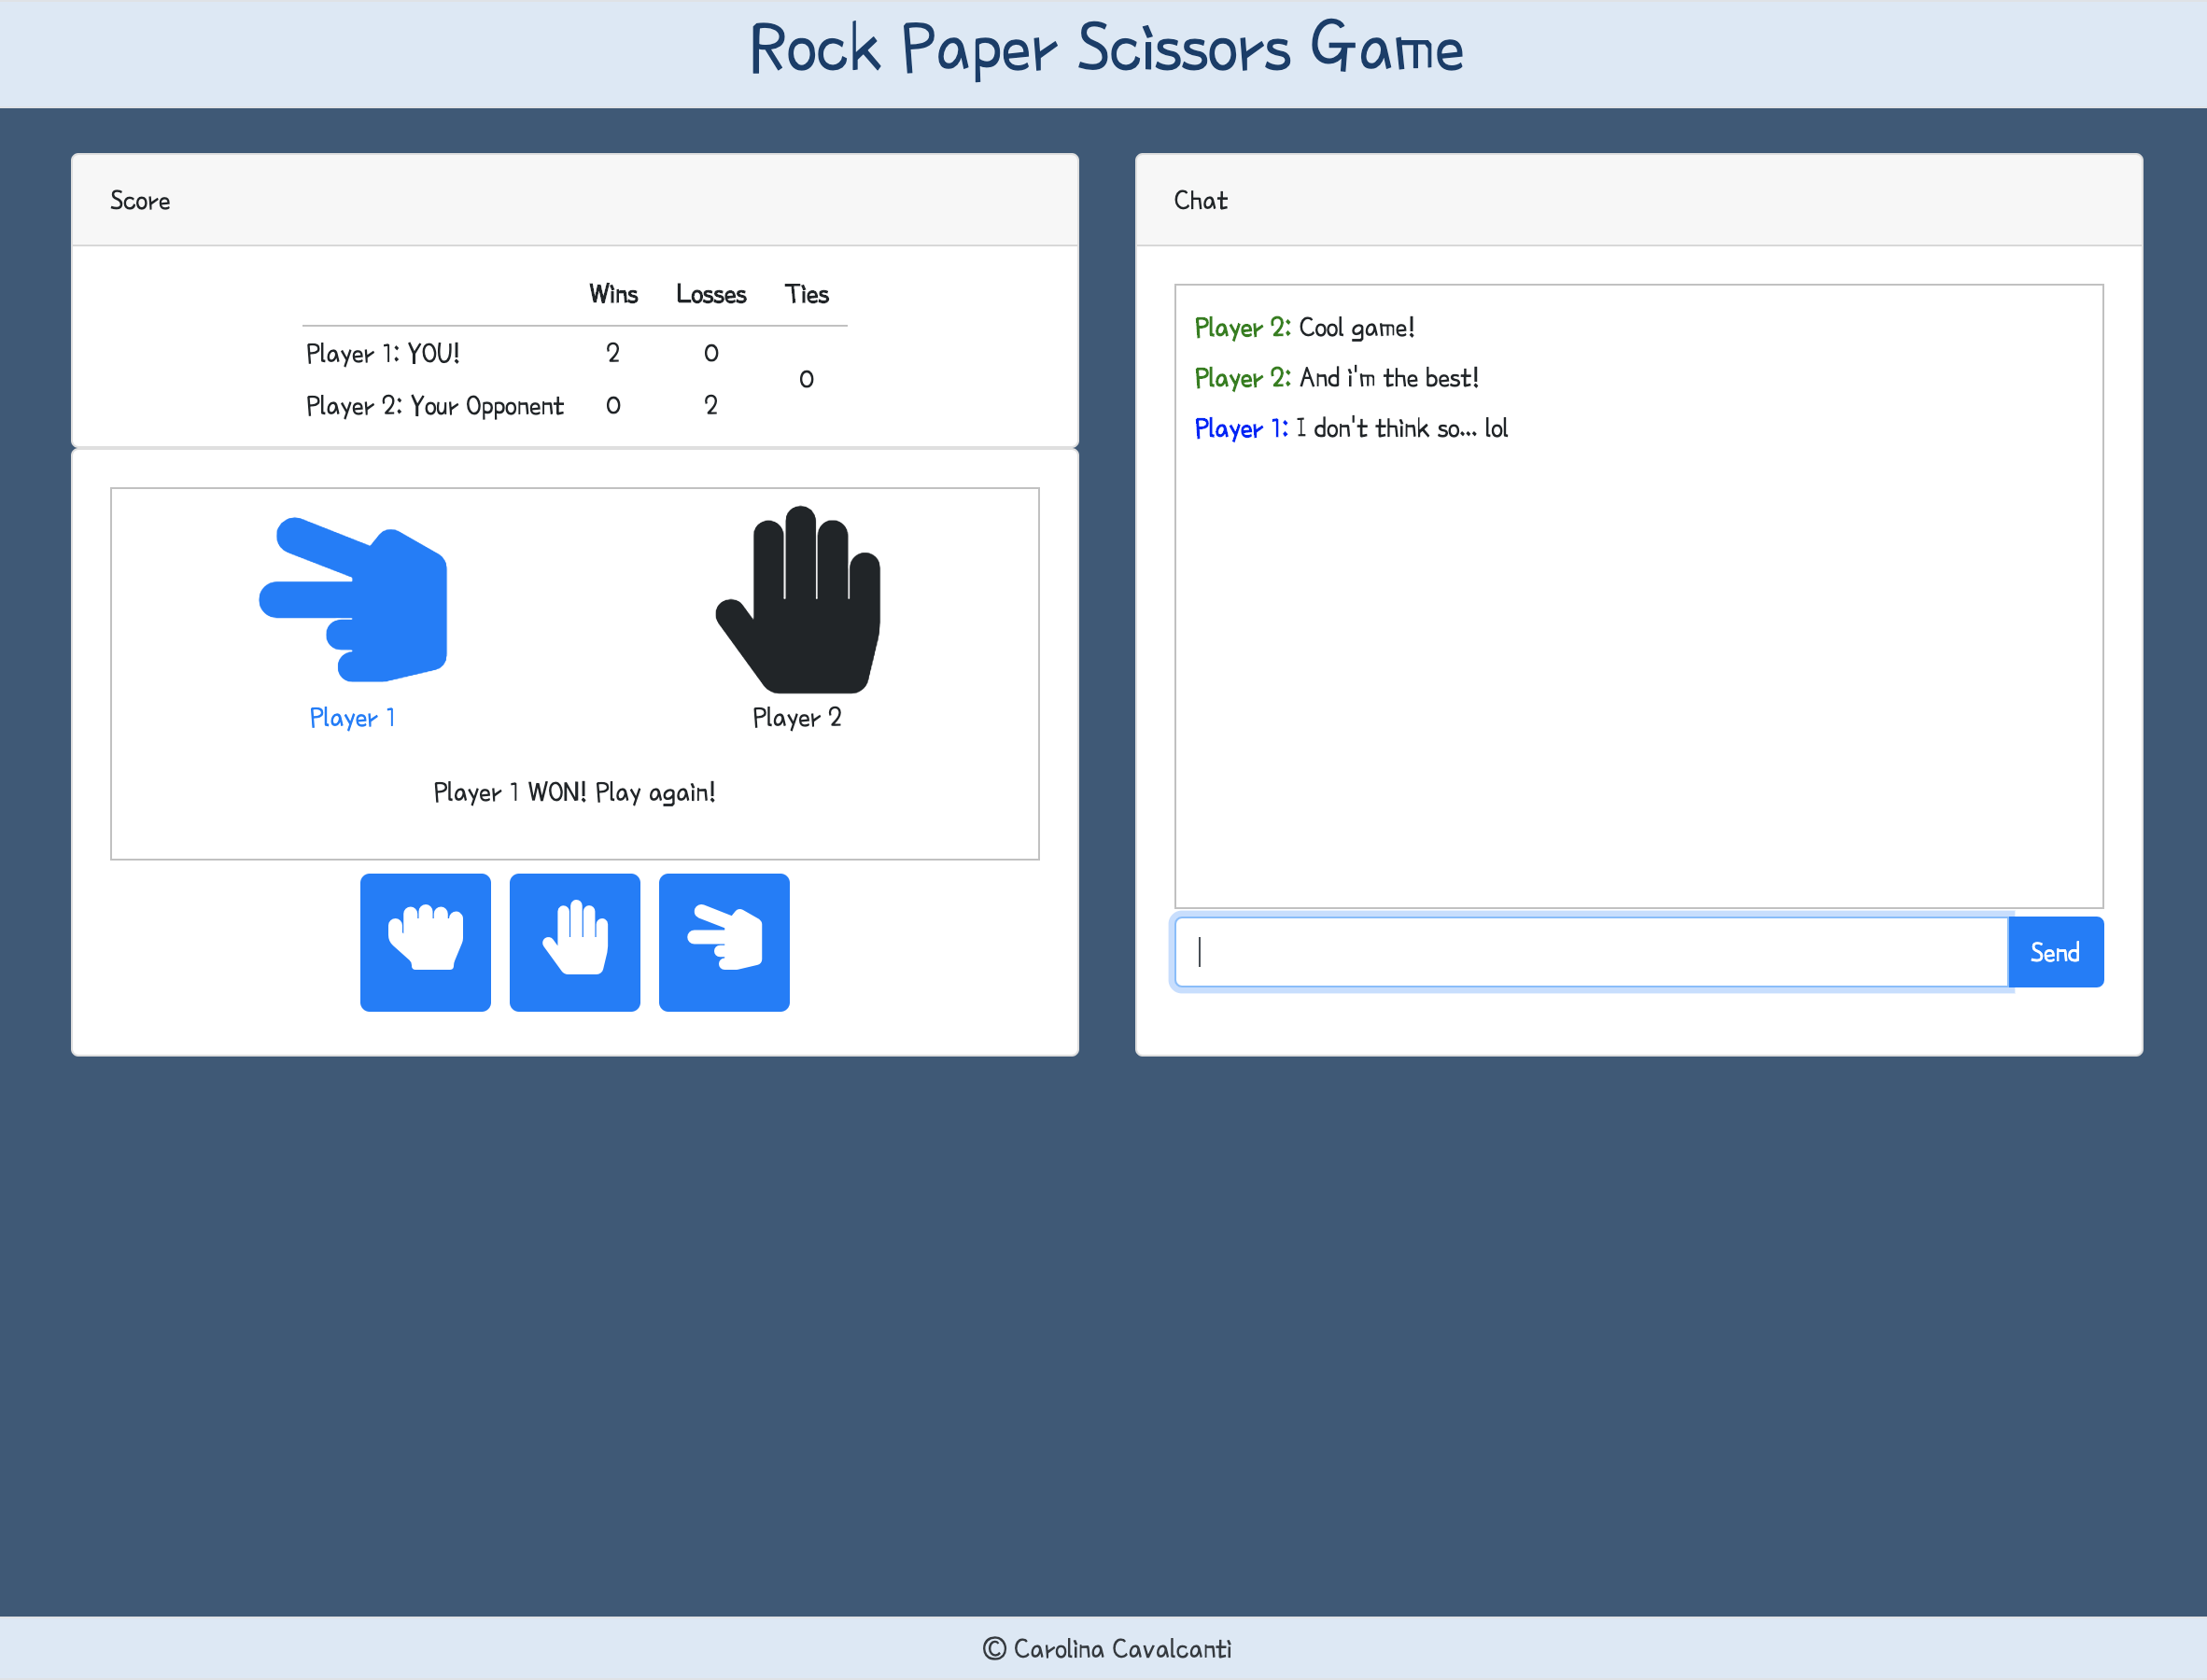 Rock Paper Scissors Game
Score
Wins Losses Ties
Player 1: YOU! 2 0
0
Player 2: Your Opponent 0 2
Player 1
Player 2
Player 1 WON! Play again!
Chat
Player 2: Cool game!
Player 2: And i'm the best!
Player 1: I don't think so... lol
Send
© Carolina Cavalcanti